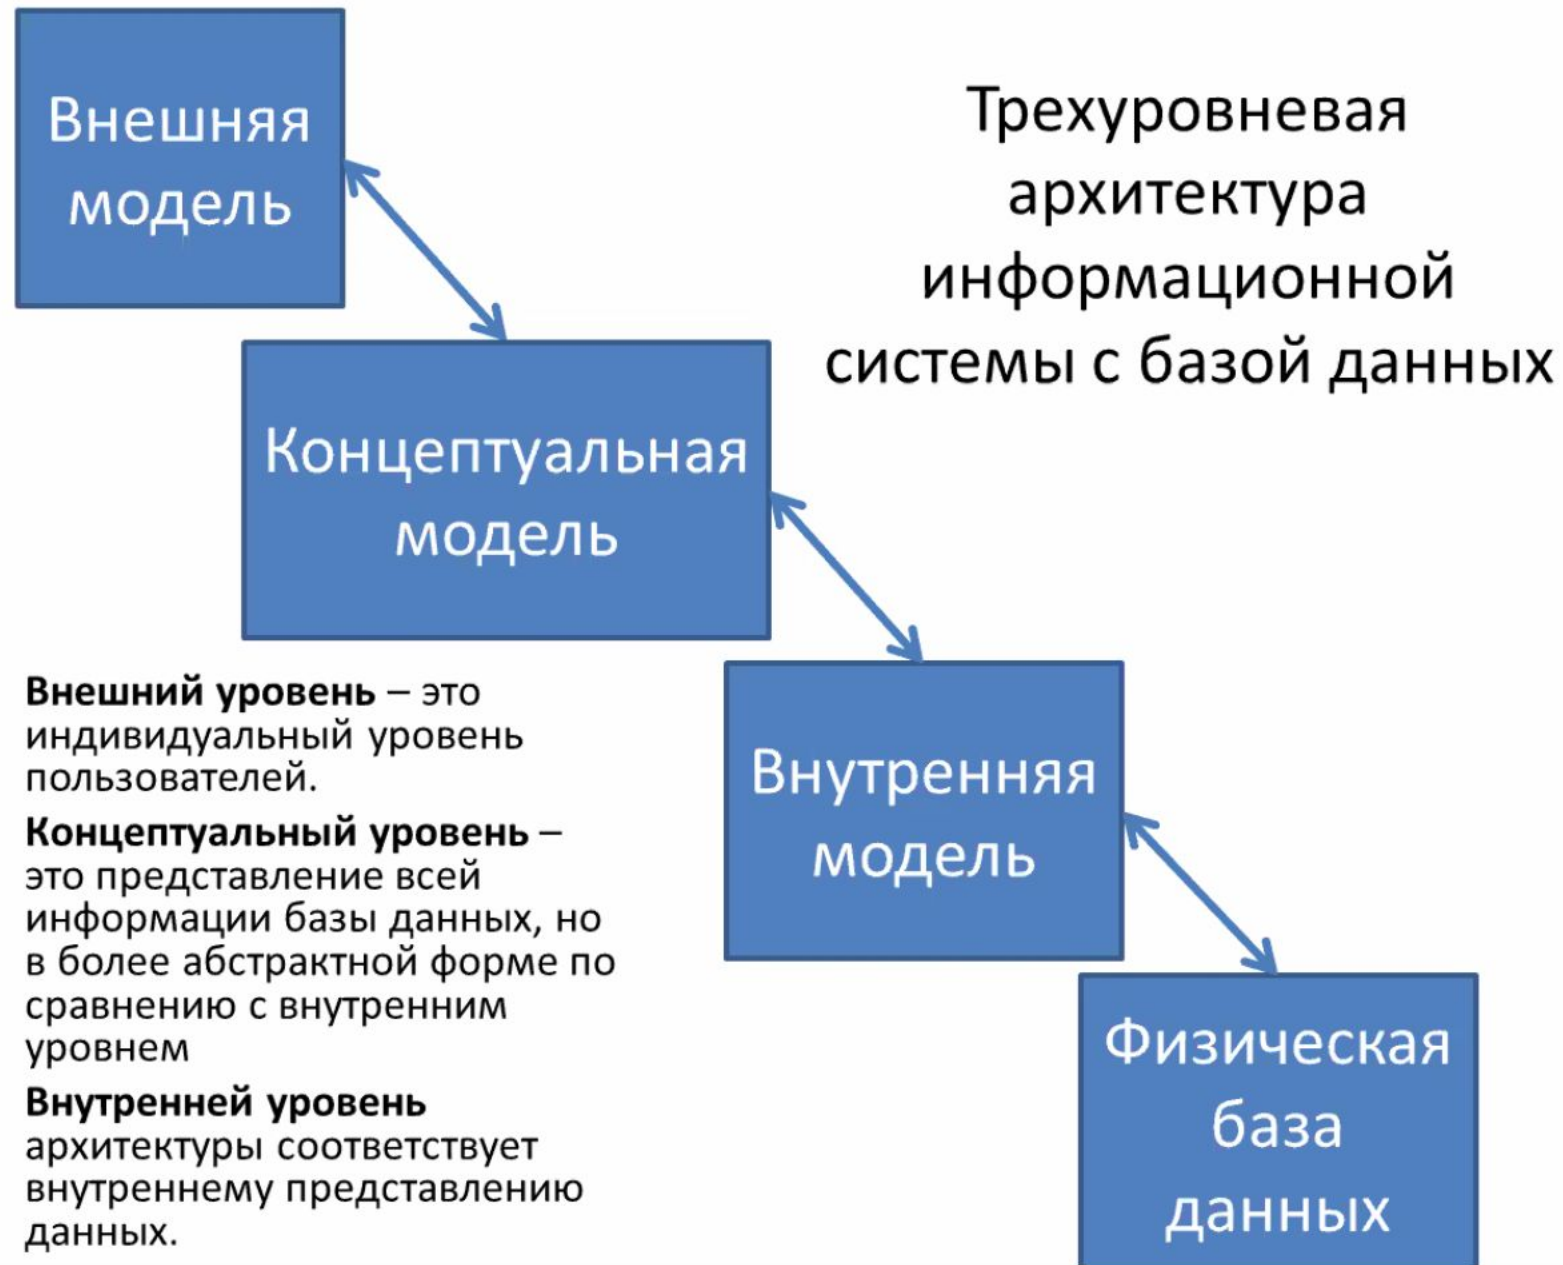 Внешняя
модель
Трехуровневая
архитектура
информационной
системы с базой данных
Концептуальная
модель
Внутренняя
модель
Физическая
база
данных
Внешний уровень – это
индивидуальный уровень
пользователей.
Концептуальный уровень –
это представление всей
информации базы данных, но
в более абстрактной форме по
сравнению с внутренним
уровнем
Внутренней уровень
архитектуры соответствует
внутреннему представлению
данных.